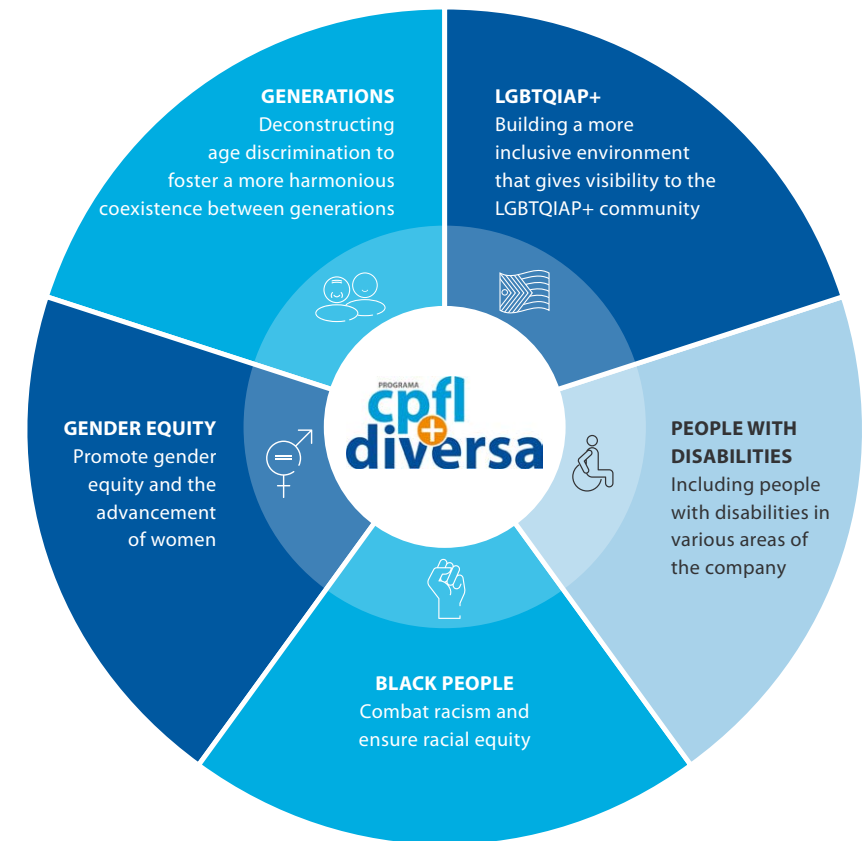 GENERATIONS
Deconstructing
age discrimination to
foster a more harmonious
coexistence between generations
LGBTQIAP+
Building a more
inclusive environment
that gives visibility to the
LGBTQIAP+ community
PROGRAMA
cpfl
+
diversa
GENDER EQUITY
Promote gender
equity and the
advancement
of women
PEOPLE WITH
DISABILITIES
Including people
with disabilities in
various areas of
the company
BLACK PEOPLE
Combat racism and
ensure racial equity